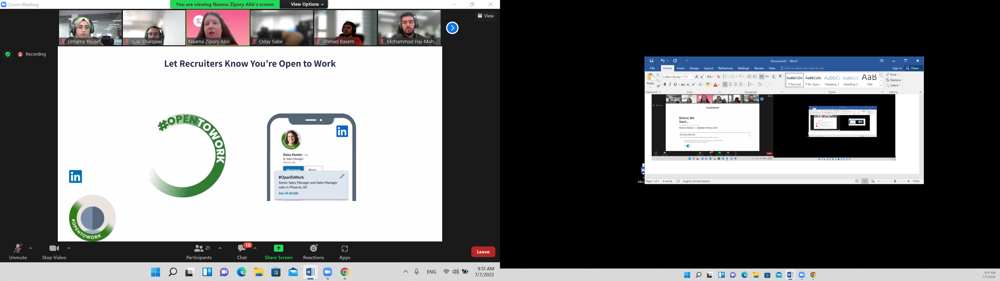 Zoom Meeting
You are viewing Naama Zipory Abir's screen
View Options
View
Omama Yousef
Luai Sharqawi
Naama Zipory Abir
Oday Sabe
Ahmad Basem
Mohammad Haj-Mah...
Recording
Let Recruiters Know You're Open to Work
#OPENTOWORK
in
#OPENTOWORK
in
Daisy Hunter - 1st
Sr. Sales Manager
Phoenix, AZ
Message
More
#OpenToWork
Senior Sales Manager and Sales Manager
roles in Phoenix, AZ
See all details
Unmute
Stop Video
21
Participants
10
Chat
Share Screen
Reactions
Apps
Leave
ENG
9:51 AM
7/7/2022
Document1 - Word
File
Home
Insert
Design
Layout
References
Mailings
Review
View
Tell me what you want to do...
Sign in
Share
Paste
Calibri (Body)
11
AaBbCcDc
¶ Normal
AaBbCcDc
¶ No Spac...
AaBbCc
Heading 1
AaBbCcC
Heading 2
AaB
Title
Find
Replace
Select
Clipboard
Font
Paragraph
Styles
Editing
visualization
Before We
Start...
PROFILE PRIVACY -> SHARING PROFILE EDITS
Sharing profile edits
Page 7 of 7
4 words
English (United States)
150%
9:51 AM
7/7/2022